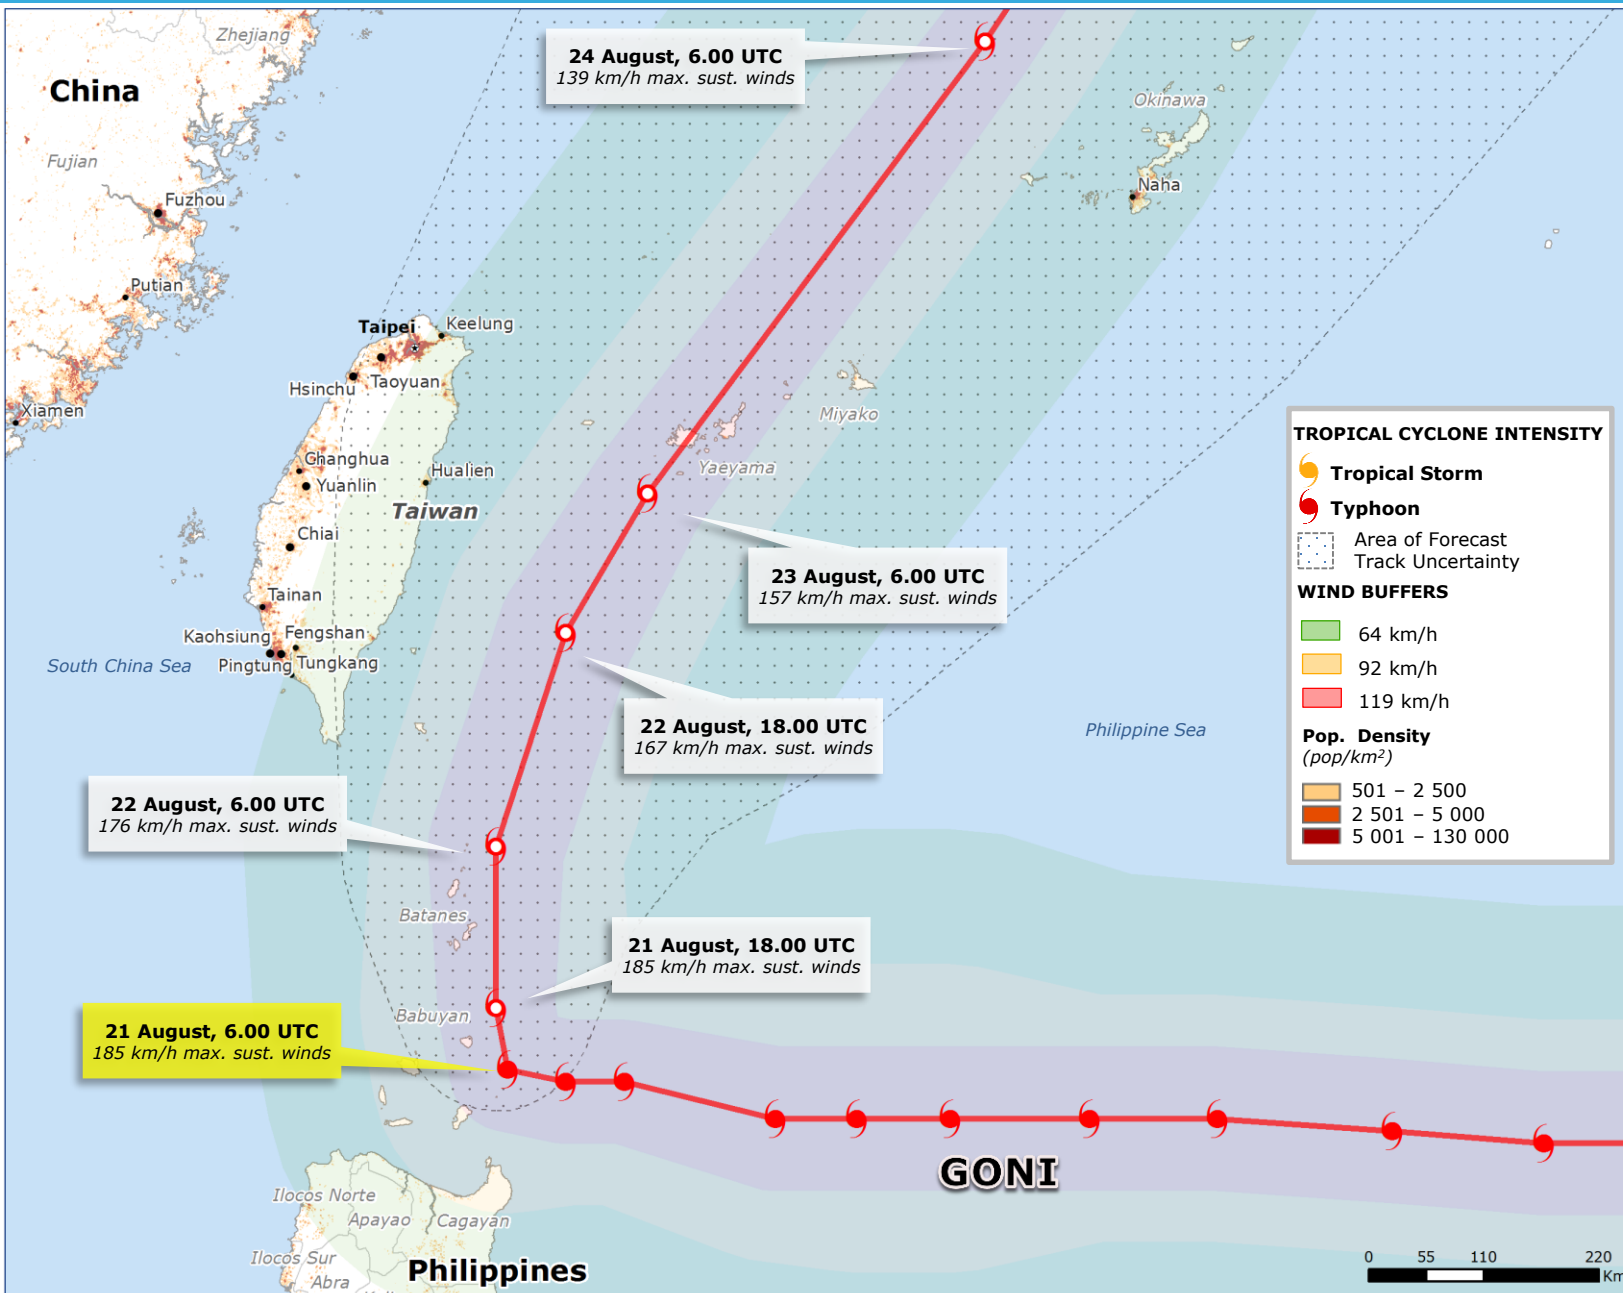 Zhejiang
China
24 August, 6.00 UTC
139 km/h max. sust. winds
Okinawa
Fujian
Naha
Fuzhou
Putian
Taipei
Keelung
Hsinchu
Taoyuan
Xiamen
Miyako
Changhua
Hualien
Yaeyama
Yuanlin
Taiwan
Chiai
TROPICAL CYCLONE INTENSITY
Tropical Storm
Typhoon
Area of Forecast
Track Uncertainty
WIND BUFFERS
64 km/h
92 km/h
119 km/h
Pop. Density
(pop/km²)
501 – 2 500
2 501 – 5 000
5 001 – 130 000
23 August, 6.00 UTC
157 km/h max. sust. winds
Tainan
Kaohsiung
Fengshan
South China Sea
Pingtung
Tungkang
22 August, 18.00 UTC
167 km/h max. sust. winds
Philippine Sea
22 August, 6.00 UTC
176 km/h max. sust. winds
Batanes
21 August, 18.00 UTC
185 km/h max. sust. winds
Babuyan
21 August, 6.00 UTC
185 km/h max. sust. winds
GONI
Ilocos Norte
Apayao
Cagayan
Ilocos Sur
Abra
Philippines
0 55 110 220
Km